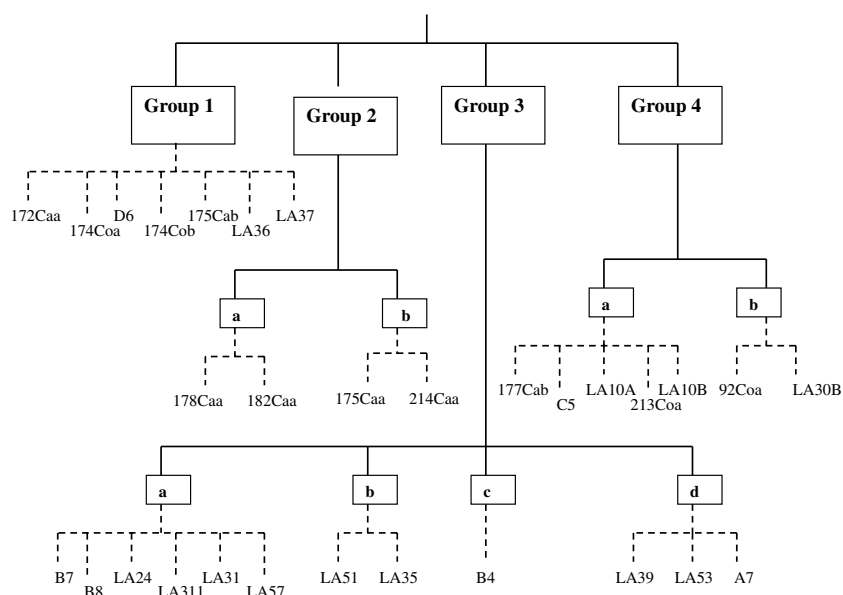 Group 1
Group 2
Group 3
Group 4
172Caa
174Coa
D6
174Cob
175Cab
LA36
LA37
a
b
a
b
178Caa
182Caa
175Caa
214Caa
177Cab
C5
LA10A
213Coa
LA10B
92Coa
LA30B
a
b
c
d
B7
B8
LA24
LA311
LA31
LA57
LA51
LA35
B4
LA39
LA53
A7